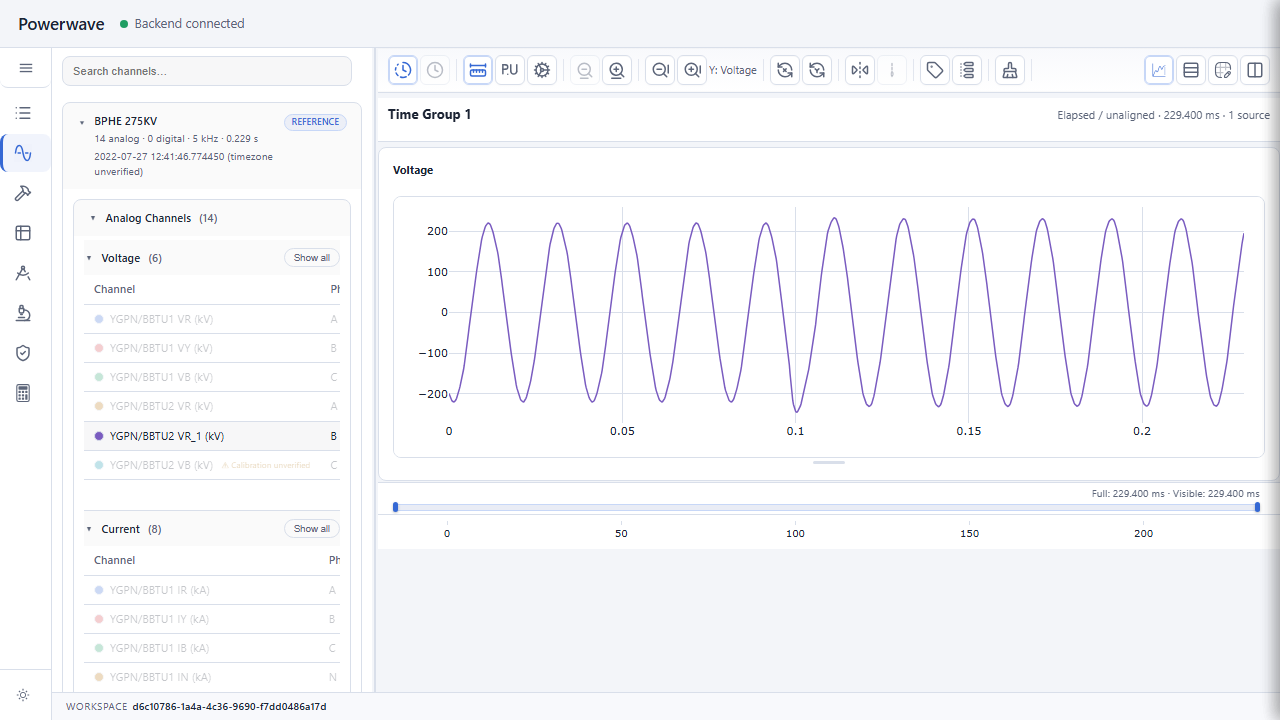 Powerwave
Backend connected
PU
Y: Voltage
Search channels...
BPHE 275KV
REFERENCE
14 analog · 0 digital · 5 kHz · 0.229 s
2022-07-27 12:41:46.774450 (timezone
unverified)
Analog Channels (14)
Voltage (6)
Show all
Channel
YGPN/BBTU1 VR (kV) A
YGPN/BBTU1 VY (kV) B
YGPN/BBTU1 VB (kV) C
YGPN/BBTU2 VR (kV) A
YGPN/BBTU2 VR_1 (kV) B
YGPN/BBTU2 VB (kV) ⚠ Calibration unverified C
Current (8)
Show all
Channel
YGPN/BBTU1 IR (kA) A
YGPN/BBTU1 IY (kA) B
YGPN/BBTU1 IB (kA) C
YGPN/BBTU1 IN (kA) N
Time Group 1
Elapsed / unaligned · 229.400 ms · 1 source
Voltage
200
100
0
−100
−200
0 0.05 0.1 0.15 0.2
Full: 229.400 ms · Visible: 229.400 ms
0 50 100 150 200
WORKSPACE d6c10786-1a4a-4c36-9690-f7dd0486a17d